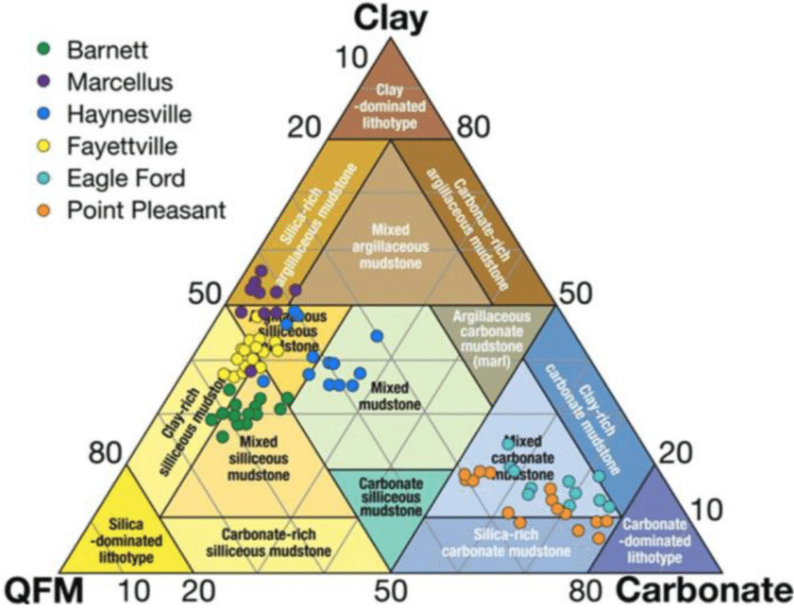 Clay
10
Barnett
Marcellus
Haynesville
Fayettville
Eagle Ford
Point Pleasant
Clay
-dominated
lithotype
20
80
Silica-rich
argillaceous mudstone
Carbonate-rich
argillaceous mudstone
Mixed
argillaceous
mudstone
50
50
siliceous
Argillaceous
carbonate
mudstone
(marl)
Clay-rich
siliceous
Mixed
mudstone
Clay-rich
carbonate mudstone
80
Mixed
siliceous
mudstone
Mixed
carbonate
mudstone
20
Carbonate
siliceous
mudstone
10
Silica
-dominated
lithotype
Carbonate-rich
siliceous mudstone
Silica-rich
carbonate mudstone
Carbonate
-dominated
lithotype
QFM
10
20
50
80
Carbonate